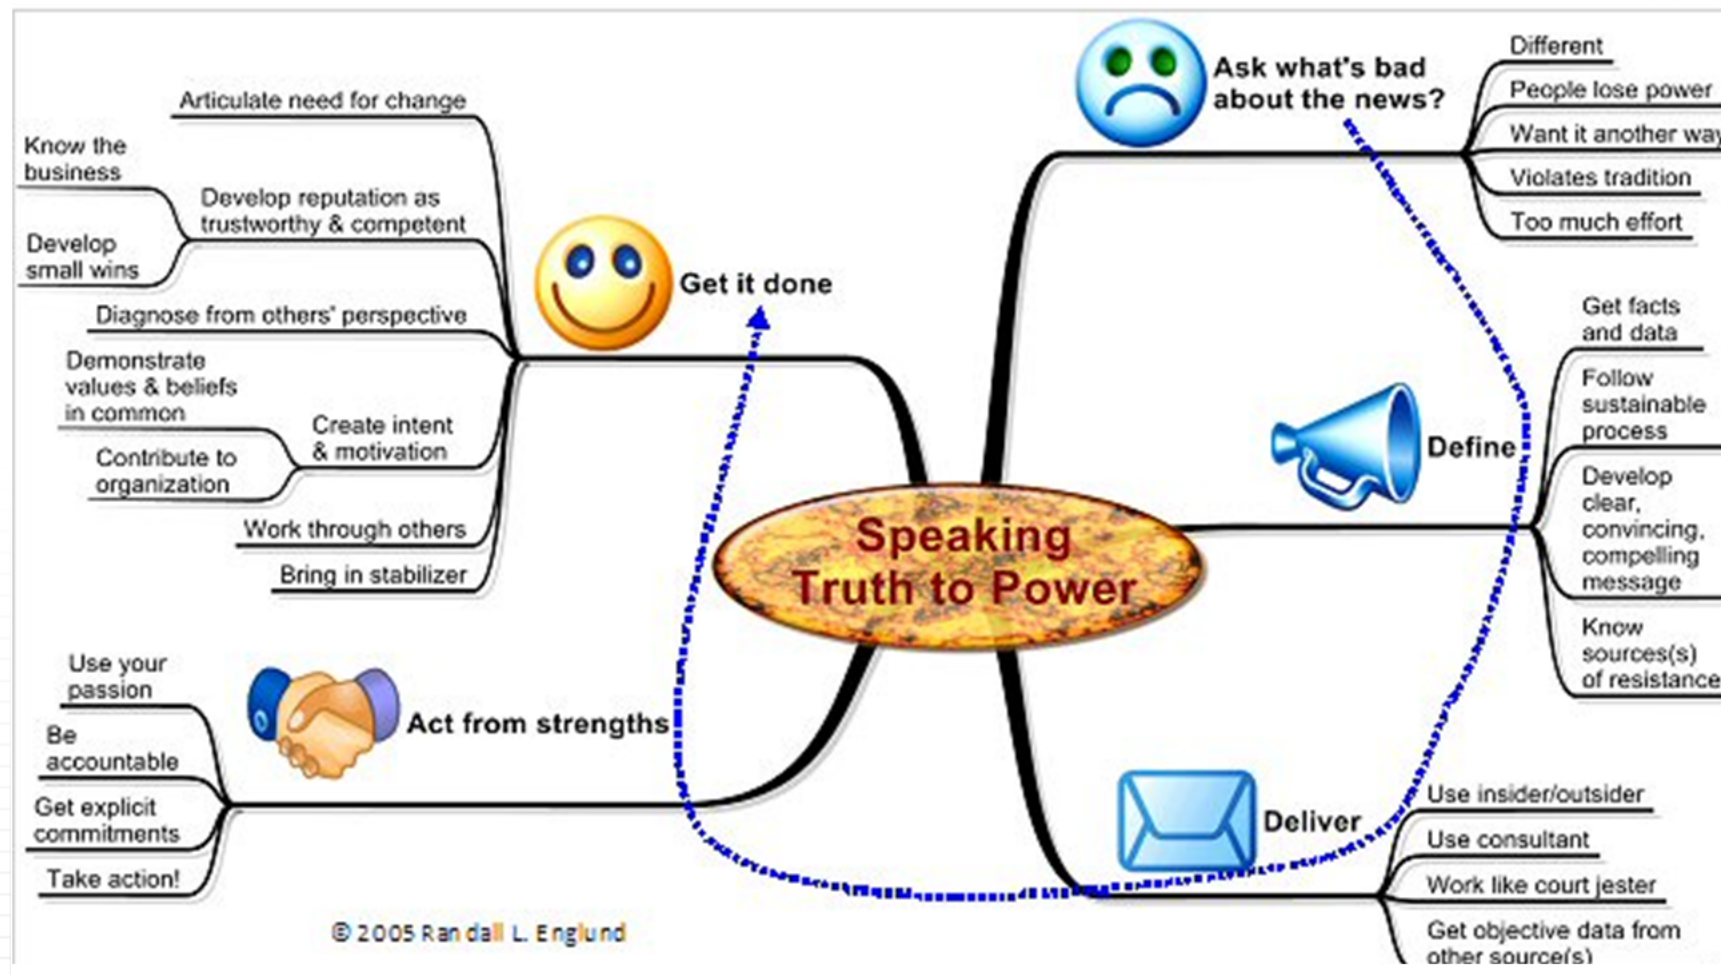 Speaking
Truth to Power
Ask what's bad
about the news?
Different
People lose power
Want it another way
Violates tradition
Too much effort
Define
Get facts
and data
Follow
sustainable
process
Develop
clear,
convincing,
compelling
message
Know
sources(s)
of resistance
Deliver
Use insider/outsider
Use consultant
Work like court jester
Get objective data from
other source(s)
Act from strengths
Use your
passion
Be
accountable
Get explicit
commitments
Take action!
Get it done
Articulate need for change
Develop reputation as
trustworthy & competent
Know the
business
Develop
small wins
Diagnose from others' perspective
Create intent
& motivation
Demonstrate
values & beliefs
in common
Contribute to
organization
Work through others
Bring in stabilizer
© 2005 Randall L. Englund